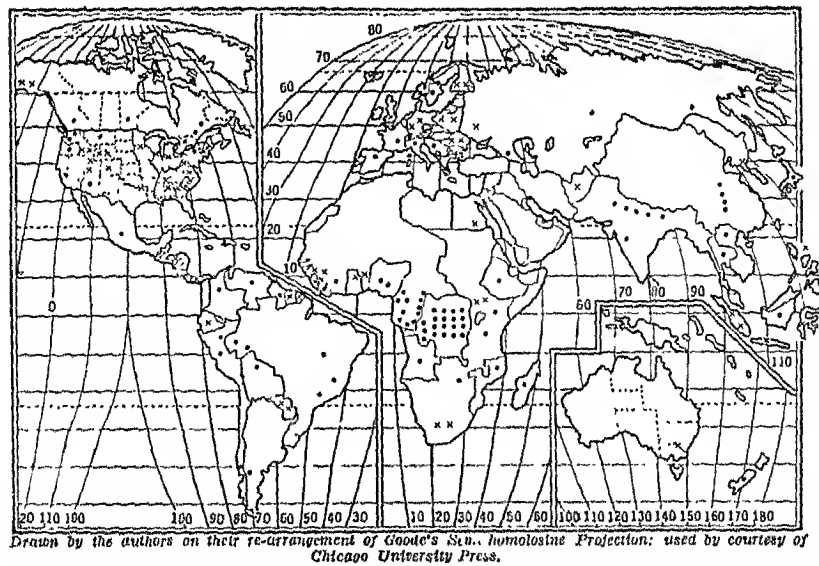 80
70
60
50
40
30
20
10
0
60
70 80 90
110
20 110 100 100 90 80 70 60 50 40 30 10 20 30 40 50 60 100 110 120 130 140 150 160 170 180
Drawn by the authors on their re-arrangement of Goode's homolosine Projection: used by courtesy of
Chicago University Press.